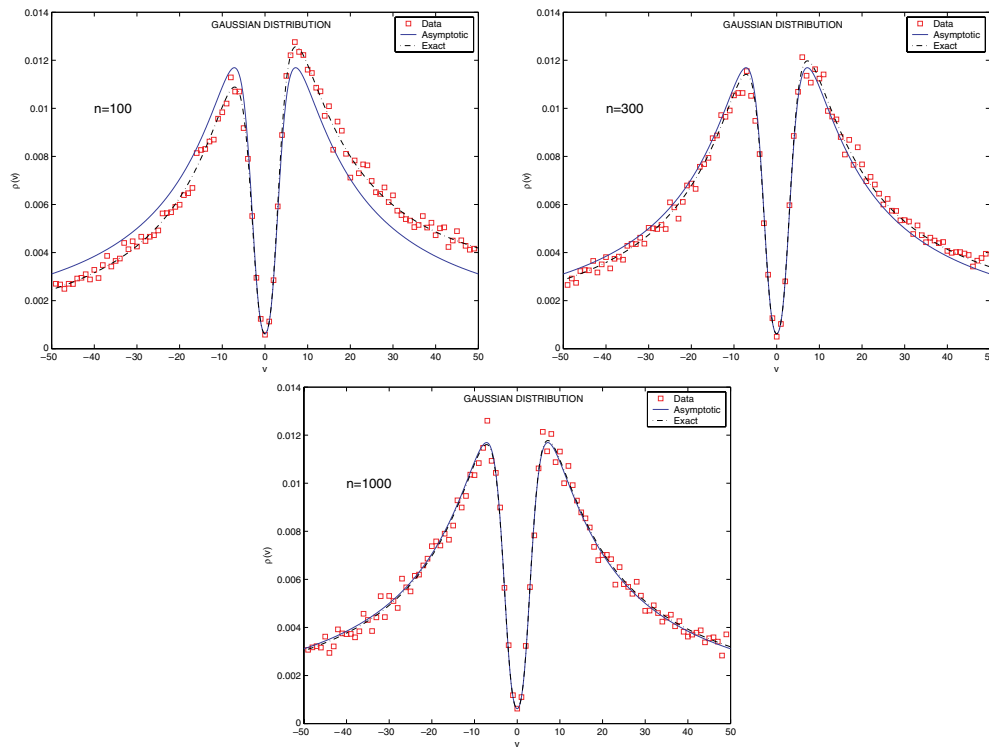 GAUSSIAN DISTRIBUTION
Data
Asymptotic
Exact
n=100
ρ(v)
0.014
0.012
0.01
0.008
0.006
0.004
0.002
0
−50 −40 −30 −20 −10 0 10 20 30 40 50
v
GAUSSIAN DISTRIBUTION
Data
Asymptotic
Exact
n=300
ρ(v)
0.014
0.012
0.01
0.008
0.006
0.004
0.002
0
−50 −40 −30 −20 −10 0 10 20 30 40 50
v
GAUSSIAN DISTRIBUTION
Data
Asymptotic
Exact
n=1000
ρ(v)
0.014
0.012
0.01
0.008
0.006
0.004
0.002
0
−50 −40 −30 −20 −10 0 10 20 30 40 50
v